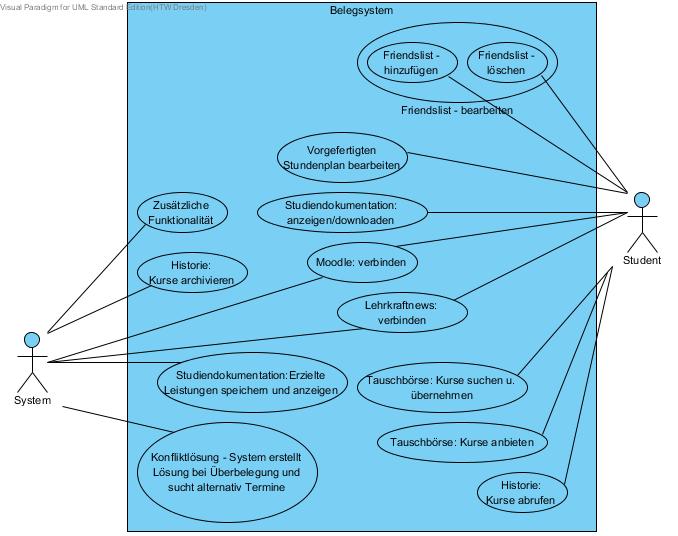 Visual Paradigm for UML Standard Edition(HTW Dresden)
Belegsystem
Friendslist -
hinzufügen
Friendslist -
löschen
Friendslist - bearbeiten
Vorgefertigten
Stundenplan bearbeiten
Zusätzliche
Funktionalität
Studiendokumentation:
anzeigen/downloaden
Student
Historie:
Kurse archivieren
Moodle: verbinden
Lehrkraftnews:
verbinden
System
Studiendokumentation:Erzielte
Leistungen speichern und anzeigen
Tauschbörse: Kurse suchen u.
übernehmen
Tauschbörse: Kurse anbieten
Konfliktlösung - System erstellt
Lösung bei Überbelegung und
sucht alternativ Termine
Historie:
Kurse abrufen